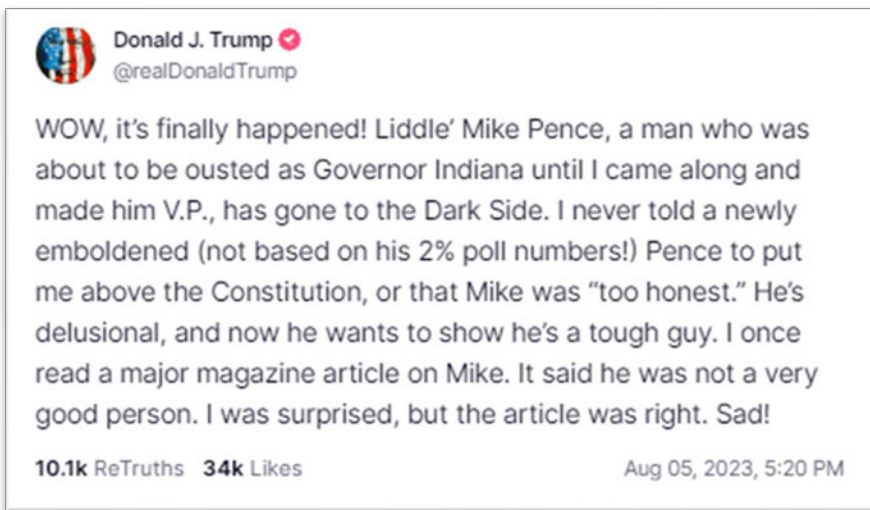 Donald J. Trump
@realDonaldTrump
WOW, it’s finally happened! Liddle’ Mike Pence, a man who was
about to be ousted as Governor Indiana until I came along and
made him V.P., has gone to the Dark Side. I never told a newly
emboldened (not based on his 2% poll numbers!) Pence to put
me above the Constitution, or that Mike was “too honest.” He’s
delusional, and now he wants to show he’s a tough guy. I once
read a major magazine article on Mike. It said he was not a very
good person. I was surprised, but the article was right. Sad!
10.1k ReTruths 34k Likes Aug 05, 2023, 5:20 PM